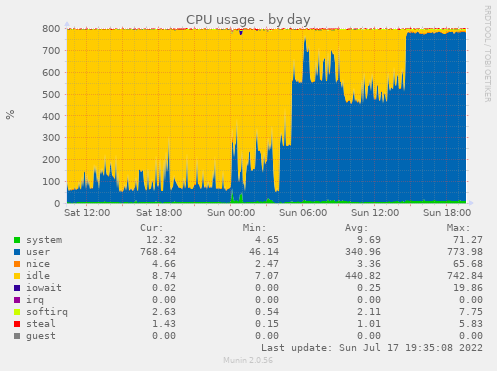 CPU usage - by day
RRDTOOL / TOBI OETIKER
%
800
700
600
500
400
300
200
100
0
Sat 12:00 Sat 18:00 Sun 00:00 Sun 06:00 Sun 12:00 Sun 18:00
Cur: Min: Avg: Max:
system 12.32 4.65 9.69 71.27
user 768.64 46.14 340.96 773.98
nice 4.66 2.47 3.36 65.68
idle 8.74 7.07 440.82 742.84
iowait 0.02 0.00 0.25 19.86
irq 0.00 0.00 0.00 0.00
softirq 2.63 0.54 2.11 7.75
steal 1.43 0.15 1.01 5.83
guest 0.00 0.00 0.00 0.00
Last update: Sun Jul 17 19:35:08 2022
Munin 2.0.56